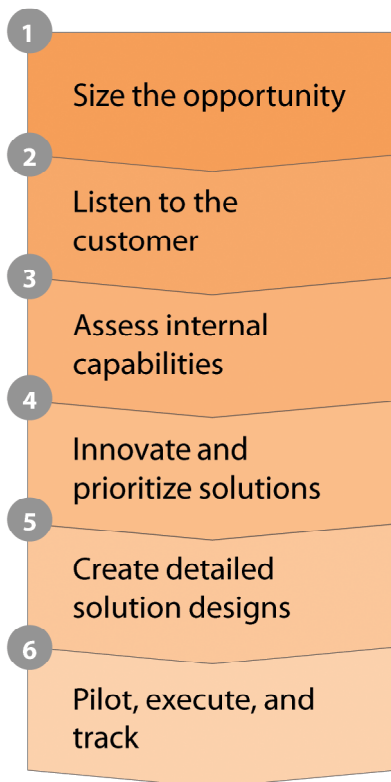 1
Size the opportunity
2
Listen to the
customer
3
Assess internal
capabilities
4
Innovate and
prioritize solutions
5
Create detailed
solution designs
6
Pilot, execute, and
track